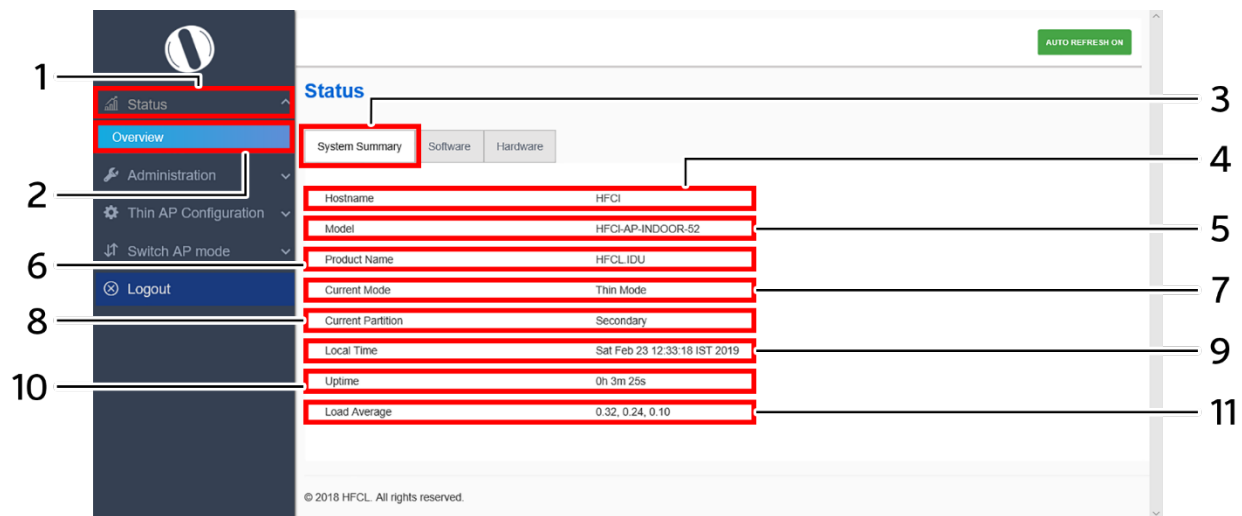 AUTO REFRESH ON
1
Status
Status
3
Overview
System Summary Software Hardware
4
2
Administration
Hostname HFCI
Thin AP Configuration
Model HFCI-AP-INDOOR-52
5
Switch AP mode
6
Product Name HFCL.IDU
Logout
Current Mode Thin Mode
7
8
Current Partition Secondary
Local Time Sat Feb 23 12:33:18 IST 2019
9
10
Uptime 0h 3m 25s
Load Average 0.32, 0.24, 0.10
11
© 2018 HFCL. All rights reserved.